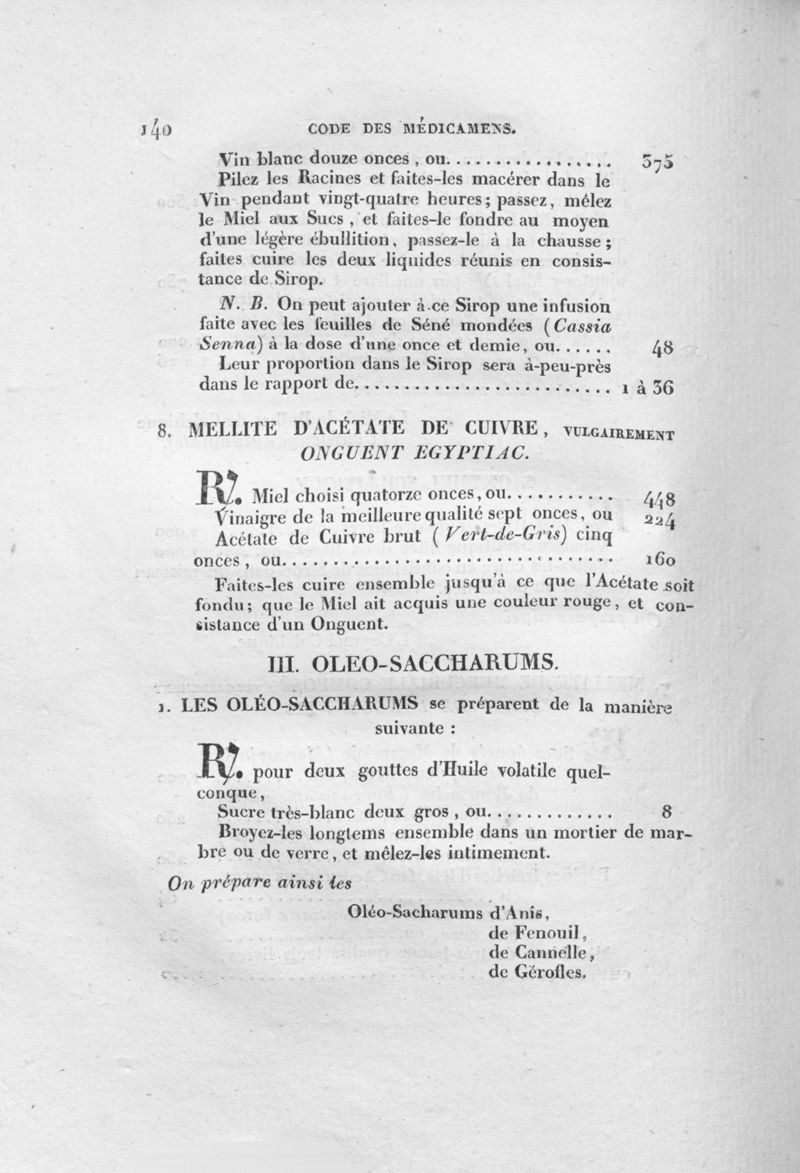 140 CODE DES MÉDICAMENS.
Vin blanc douze onces, ou................. 375
Pilez les Racines et faites-les macérer dans le
Vin pendant vingt-quatre heures; passez, mêlez
le Miel aux Sucs, et faites-le fondre au moyen
d'une légère ébullition, passez-le à la chausse;
faites cuire les deux liquides réunis en consis-
tance de Sirop.
N. B. On peut ajouter à ce Sirop une infusion
faite avec les feuilles de Séné mondées (Cassia
Senna) à la dose d'une once et demie, ou...... 48
Leur proportion dans le Sirop sera à-peu-près
dans le rapport de.......................... 1 à 36
8. MELLITE D'ACÉTATE DE CUIVRE, VULGAIREMENT
ONGUENT EGYPTIAC.
℞. Miel choisi quatorze onces, ou........... 448
Vinaigre de la meilleure qualité sept onces, ou 224
Acétate de Cuivre brut (Vert-de-Gris) cinq
onces, ou.................................. 160
Faites-les cuire ensemble jusqu'à ce que l'Acétate soit
fondu; que le Miel ait acquis une couleur rouge, et con-
sistance d'un Onguent.
III. OLEO-SACCHARUMS.
1. LES OLÉO-SACCHARUMS se préparent de la manière
suivante :
℞. pour deux gouttes d'Huile volatile quel-
conque,
Sucre très-blanc deux gros, ou............. 8
Broyez-les longtems ensemble dans un mortier de mar-
bre ou de verre, et mêlez-les intimement.
On prépare ainsi les
Oléo-Sacharums d'Anis,
de Fenouil,
de Cannelle,
de Gérofles.